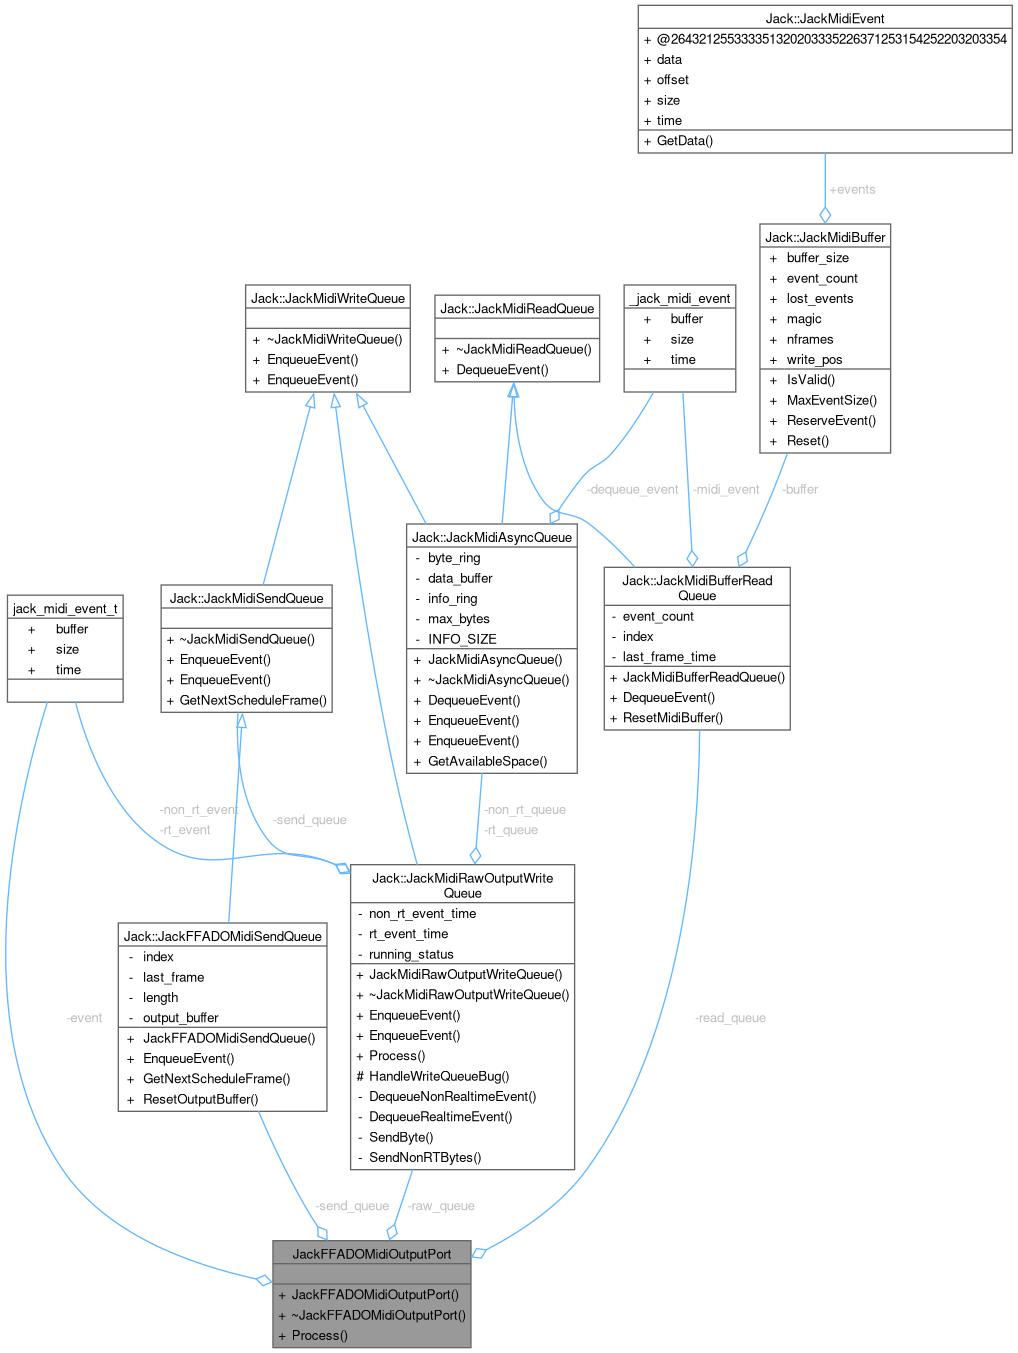 Jack::JackMidiEvent
+ @264321255333351320203335226371253154252203203354
+ data
+ offset
+ size
+ time
+ GetData()
+events
Jack::JackMidiBuffer
+ buffer_size
+ event_count
+ lost_events
+ magic
+ nframes
+ write_pos
+ IsValid()
+ MaxEventSize()
+ ReserveEvent()
+ Reset()
Jack::JackMidiWriteQueue
+ ~JackMidiWriteQueue()
+ EnqueueEvent()
+ EnqueueEvent()
Jack::JackMidiReadQueue
+ ~JackMidiReadQueue()
+ DequeueEvent()
_jack_midi_event
+ buffer
+ size
+ time
-dequeue_event
-midi_event
-buffer
Jack::JackMidiAsyncQueue
- byte_ring
- data_buffer
- info_ring
- max_bytes
- INFO_SIZE
+ JackMidiAsyncQueue()
+ ~JackMidiAsyncQueue()
+ DequeueEvent()
+ EnqueueEvent()
+ EnqueueEvent()
+ GetAvailableSpace()
Jack::JackMidiBufferRead
Queue
- event_count
- index
- last_frame_time
+ JackMidiBufferReadQueue()
+ DequeueEvent()
+ ResetMidiBuffer()
jack_midi_event_t
+ buffer
+ size
+ time
Jack::JackMidiSendQueue
+ ~JackMidiSendQueue()
+ EnqueueEvent()
+ EnqueueEvent()
+ GetNextScheduleFrame()
-non_rt_event
-rt_event
-send_queue
-non_rt_queue
-rt_queue
Jack::JackMidiRawOutputWrite
Queue
- non_rt_event_time
- rt_event_time
- running_status
+ JackMidiRawOutputWriteQueue()
+ ~JackMidiRawOutputWriteQueue()
+ EnqueueEvent()
+ EnqueueEvent()
+ Process()
# HandleWriteQueueBug()
- DequeueNonRealtimeEvent()
- DequeueRealtimeEvent()
- SendByte()
- SendNonRTBytes()
Jack::JackFFADOMidiSendQueue
- index
- last_frame
- length
- output_buffer
+ JackFFADOMidiSendQueue()
+ EnqueueEvent()
+ GetNextScheduleFrame()
+ ResetOutputBuffer()
-event
-read_queue
-send_queue
-raw_queue
JackFFADOMidiOutputPort
+ JackFFADOMidiOutputPort()
+ ~JackFFADOMidiOutputPort()
+ Process()